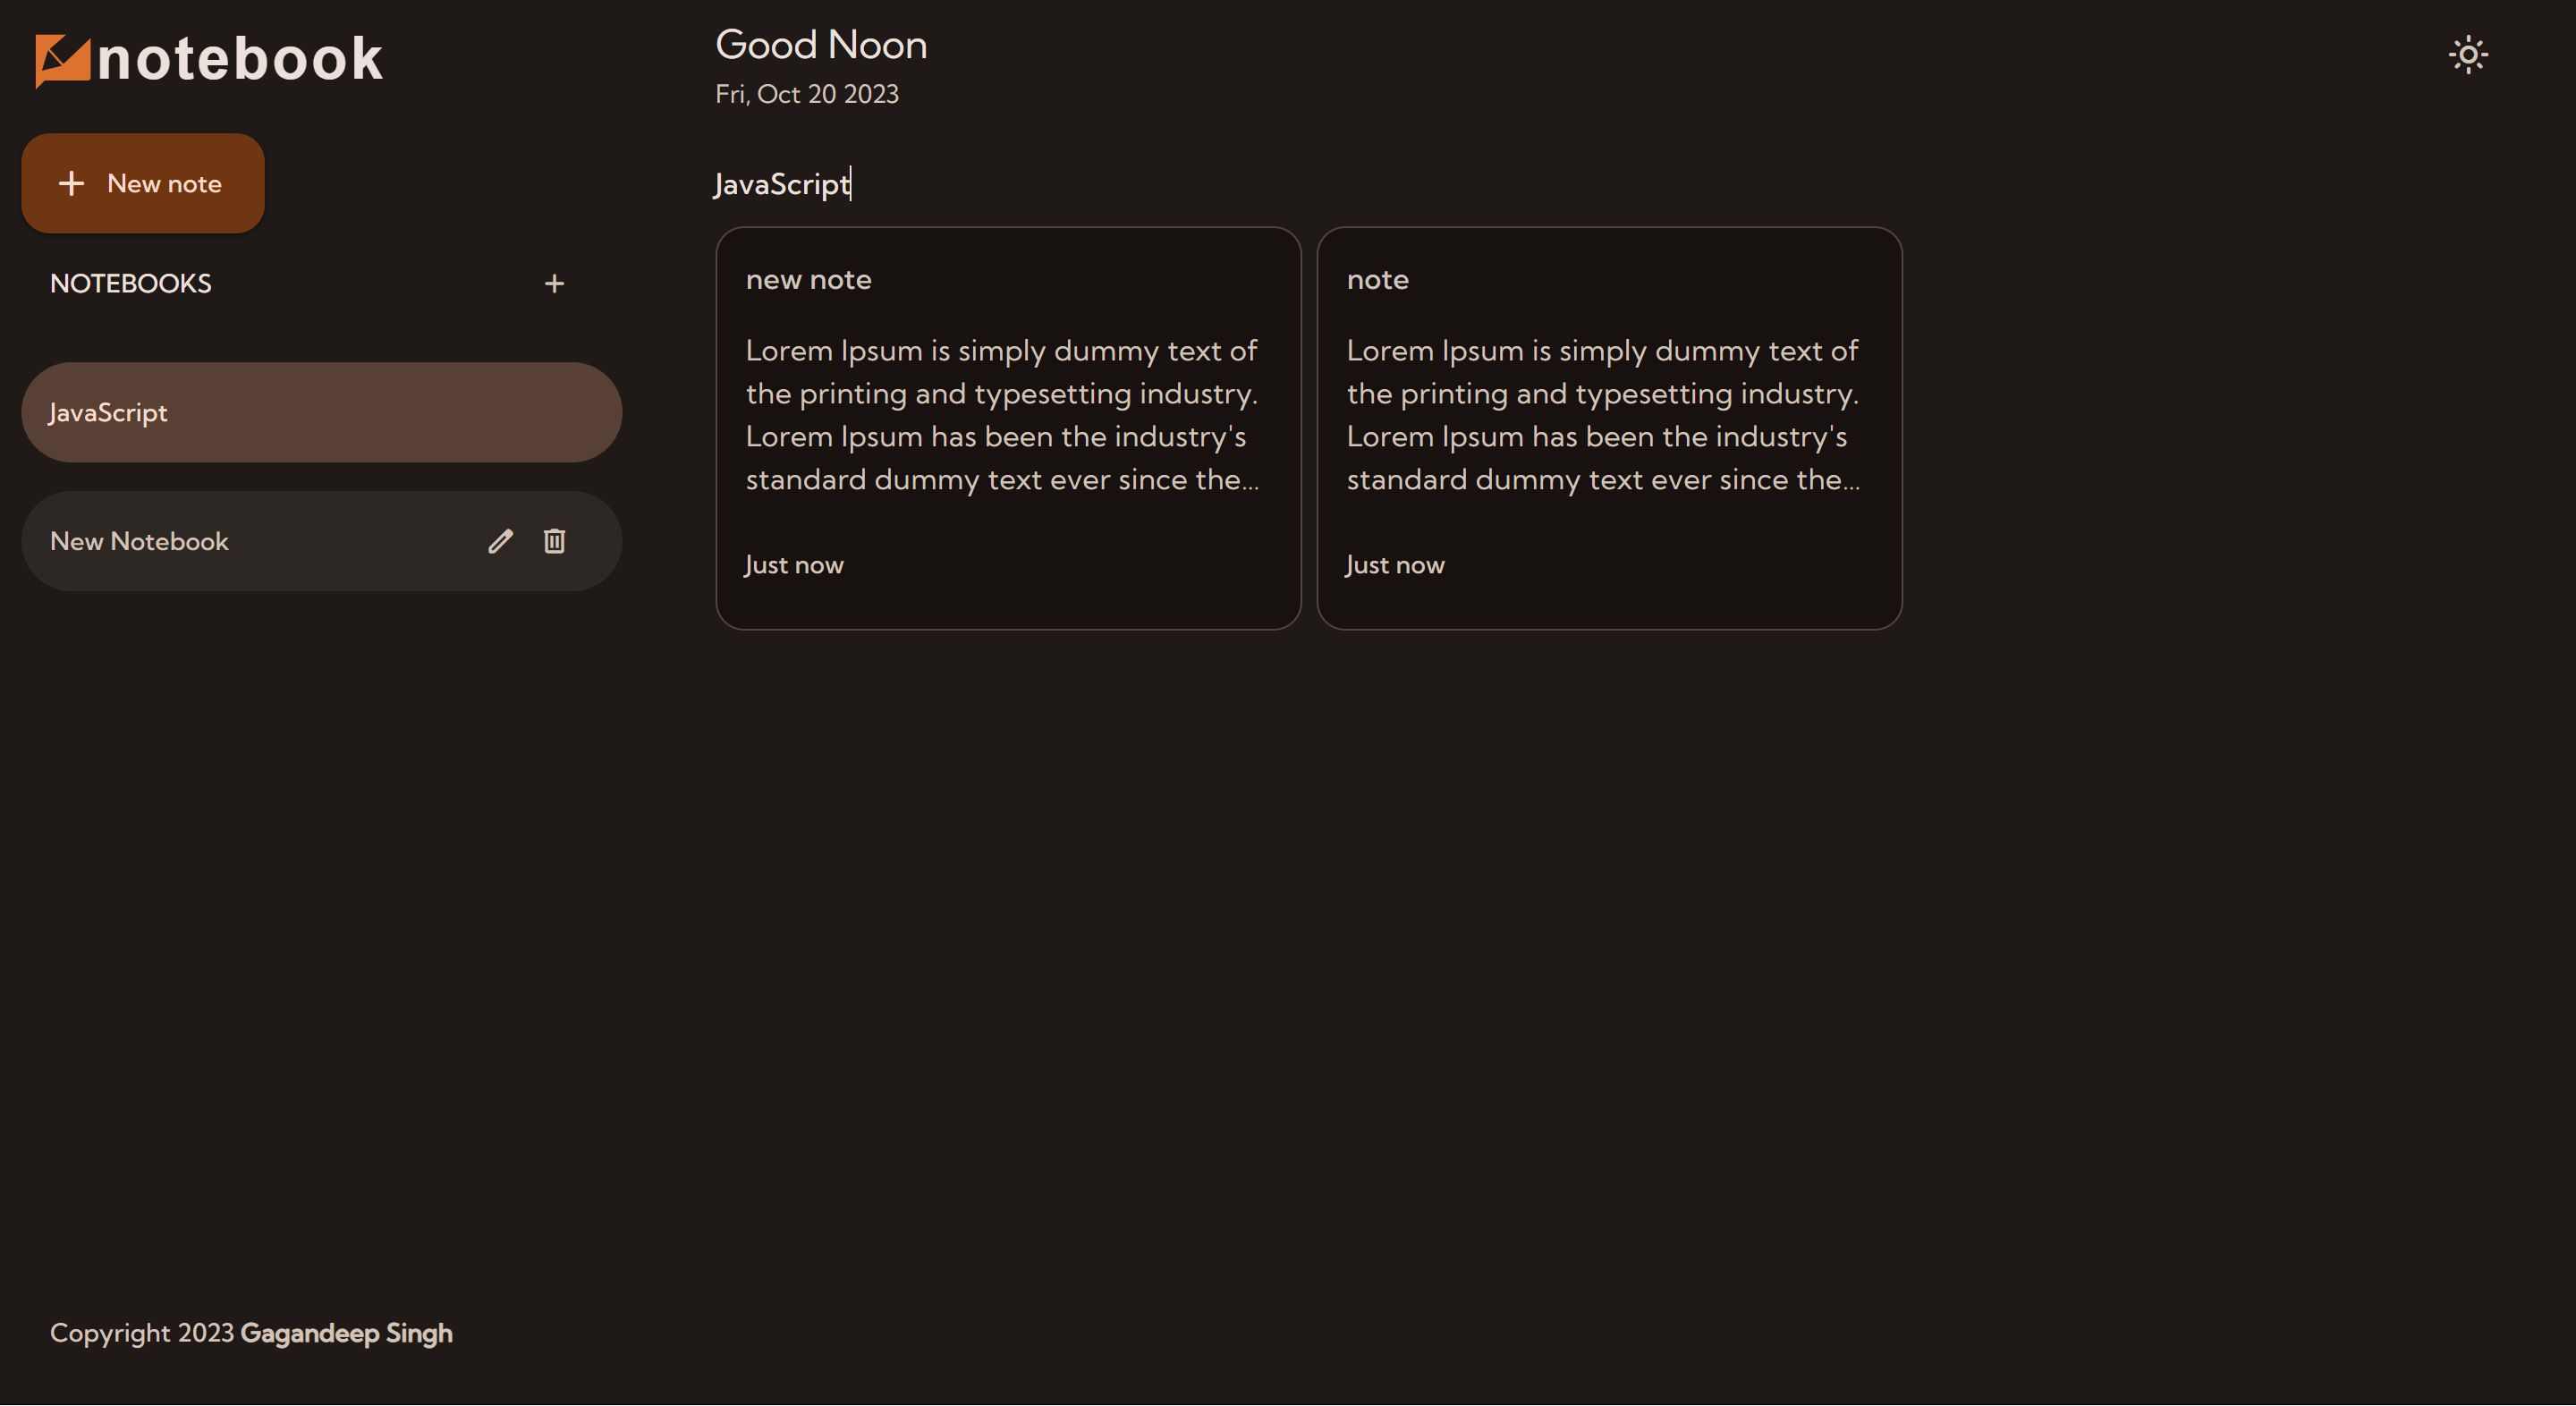 notebook
New note
NOTEBOOKS
JavaScript
New Notebook
Copyright 2023 Gagandeep Singh
Good Noon
Fri, Oct 20 2023
JavaScript
new note
Lorem Ipsum is simply dummy text of
the printing and typesetting industry.
Lorem Ipsum has been the industry's
standard dummy text ever since the...
Just now
note
Lorem Ipsum is simply dummy text of
the printing and typesetting industry.
Lorem Ipsum has been the industry's
standard dummy text ever since the...
Just now